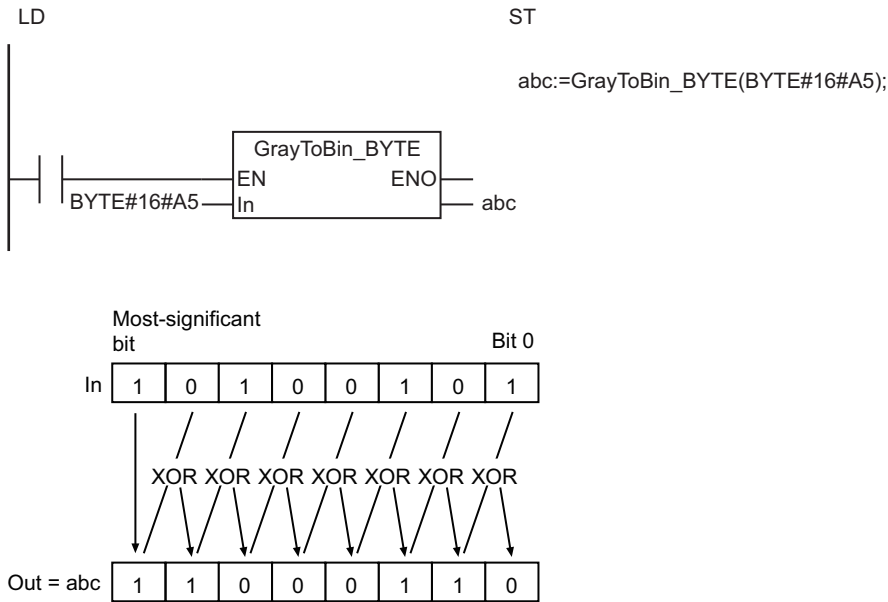 LD
ST
abc:=GrayToBin_BYTE(BYTE#16#A5);
GrayToBin_BYTE
EN ENO
BYTE#16#A5 In abc
Most-significant
bit
Bit 0
In 1 0 1 0 0 1 0 1
XOR XOR XOR XOR XOR XOR XOR
Out = abc 1 1 0 0 0 1 1 0